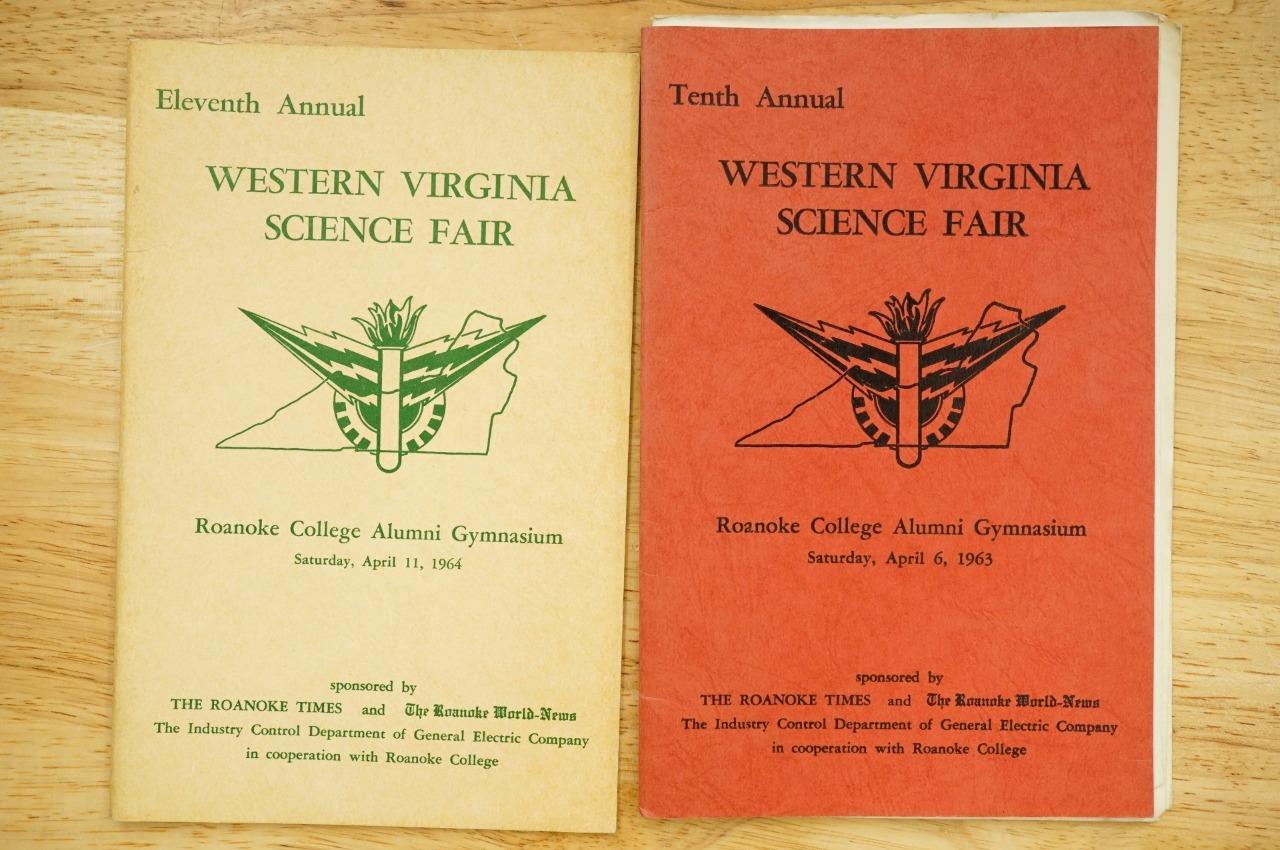 Eleventh Annual
WESTERN VIRGINIA
SCIENCE FAIR
Roanoke College Alumni Gymnasium
Saturday, April 11, 1964
sponsored by
THE ROANOKE TIMES and The Roanoke World-News
The Industry Control Department of General Electric Company
in cooperation with Roanoke College
Tenth Annual
WESTERN VIRGINIA
SCIENCE FAIR
Roanoke College Alumni Gymnasium
Saturday, April 6, 1963
sponsored by
THE ROANOKE TIMES and The Roanoke World-News
The Industry Control Department of General Electric Company
in cooperation with Roanoke College